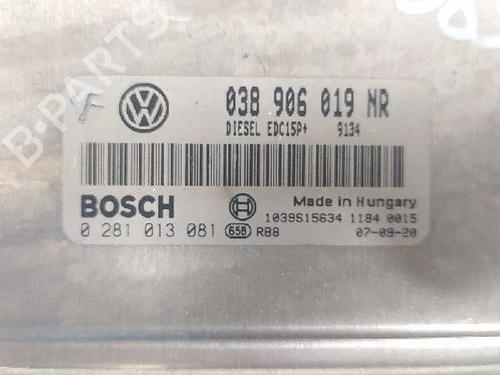 038 906 019 NR
DIESEL EDC15P+ 9134
BOSCH
Made in Hungary
1039S15634 1184 0015
0 281 013 081 65B RB8 07-09-20
B-PARTS